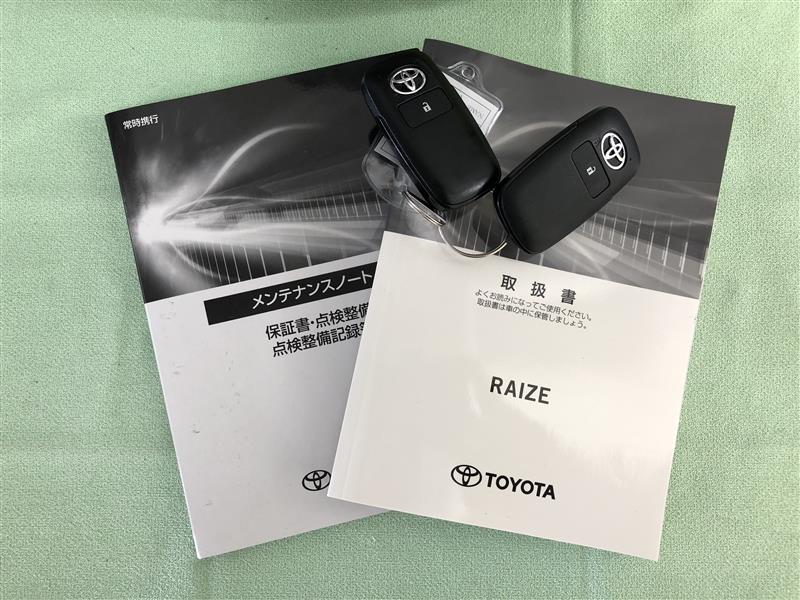 常時携行
メンテナンスノート
保証書・点検整備
点検整備記録
取扱書
よくお読みになってご使用ください。
取扱書は車の中に保管しましょう。
RAIZE
TOYOTA